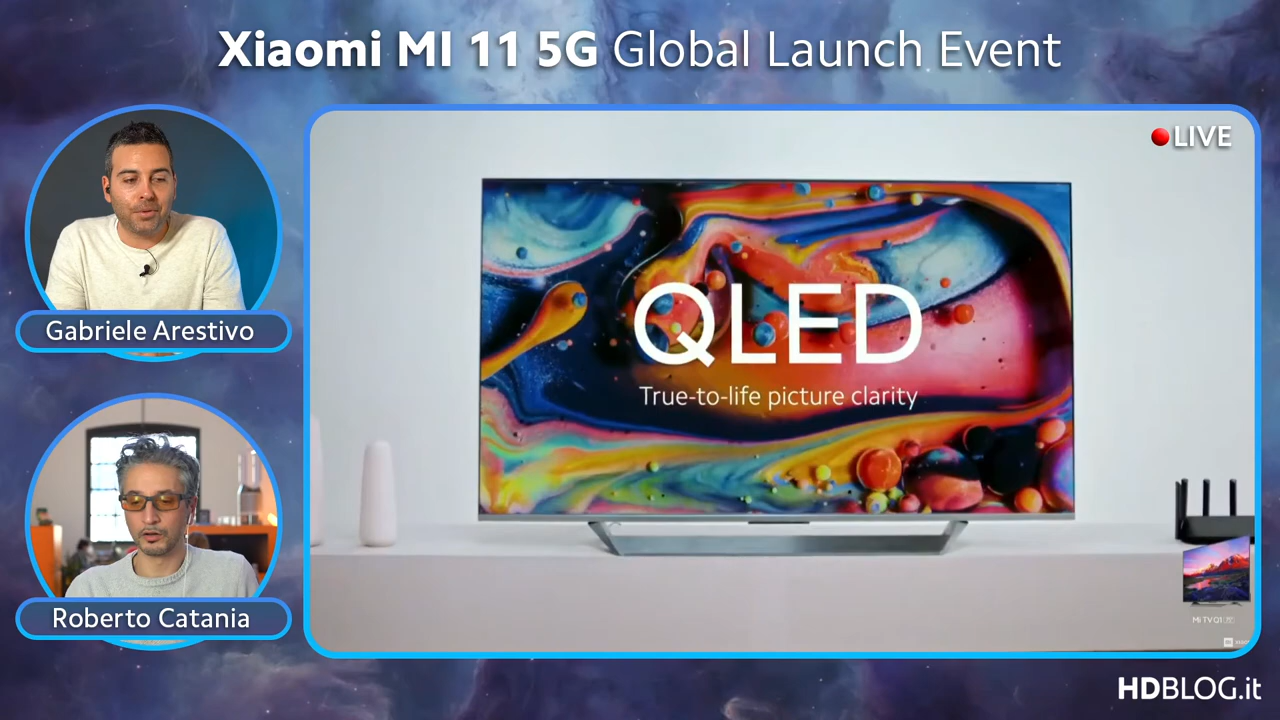 Xiaomi MI 11 5G Global Launch Event
LIVE
Gabriele Arestivo
QLED
True-to-life picture clarity
Roberto Catania
MI TV Q1
HDBLOG.it